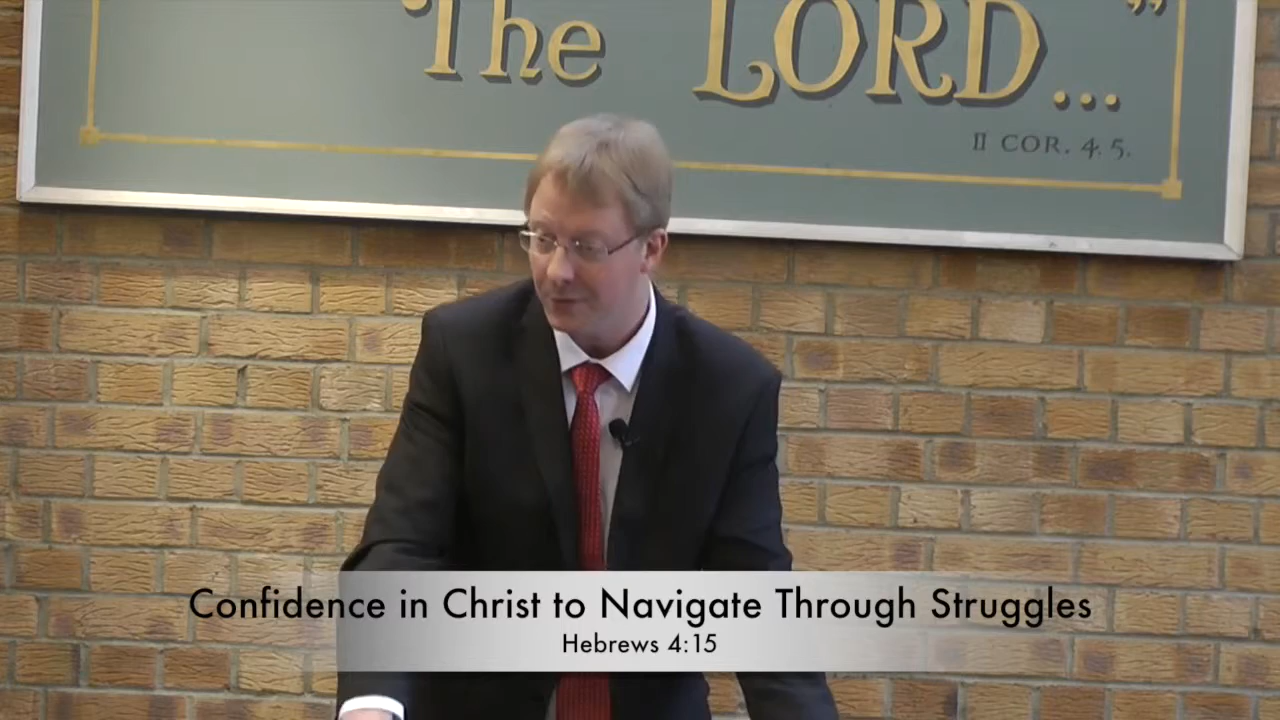 The LORD..."
II COR. 4. 5.
Confidence in Christ to Navigate Through Struggles
Hebrews 4:15